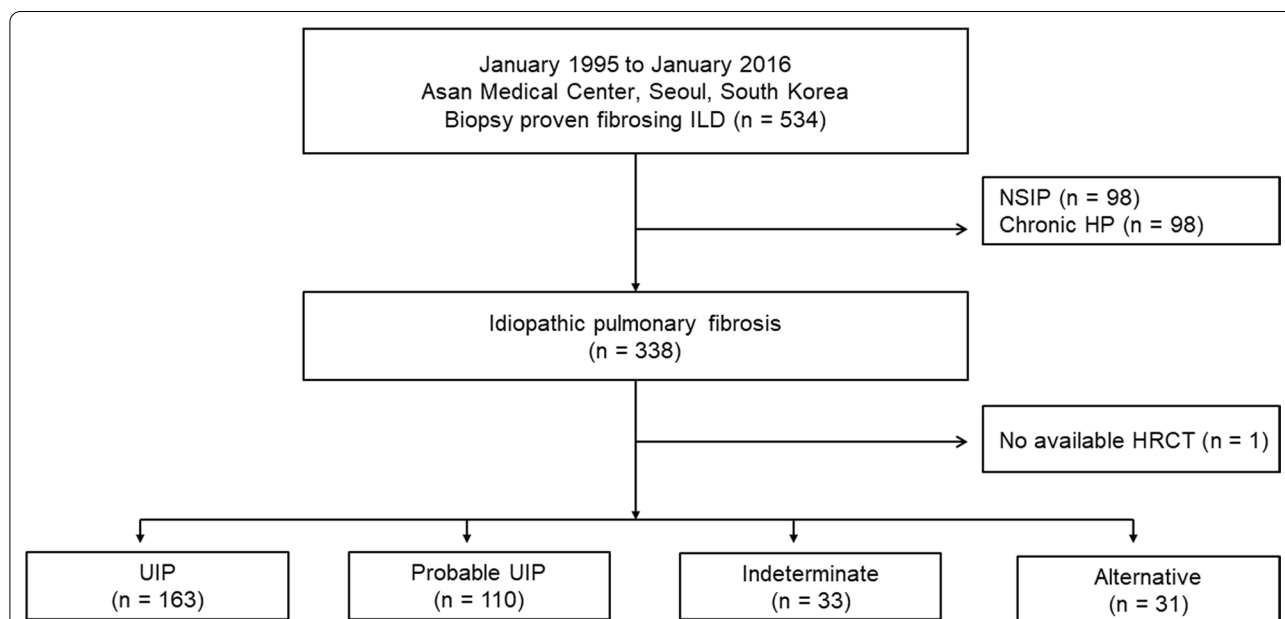 January 1995 to January 2016
Asan Medical Center, Seoul, South Korea
Biopsy proven fibrosing ILD (n = 534)
NSIP (n = 98)
Chronic HP (n = 98)
Idiopathic pulmonary fibrosis
(n = 338)
No available HRCT (n = 1)
UIP
(n = 163)
Probable UIP
(n = 110)
Indeterminate
(n = 33)
Alternative
(n = 31)